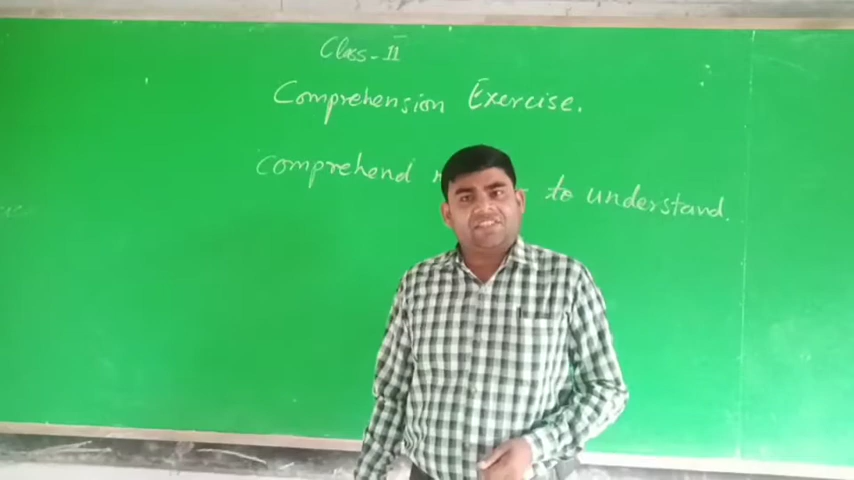 Class-II
Comprehension Exercise.
Comprehend to understand.